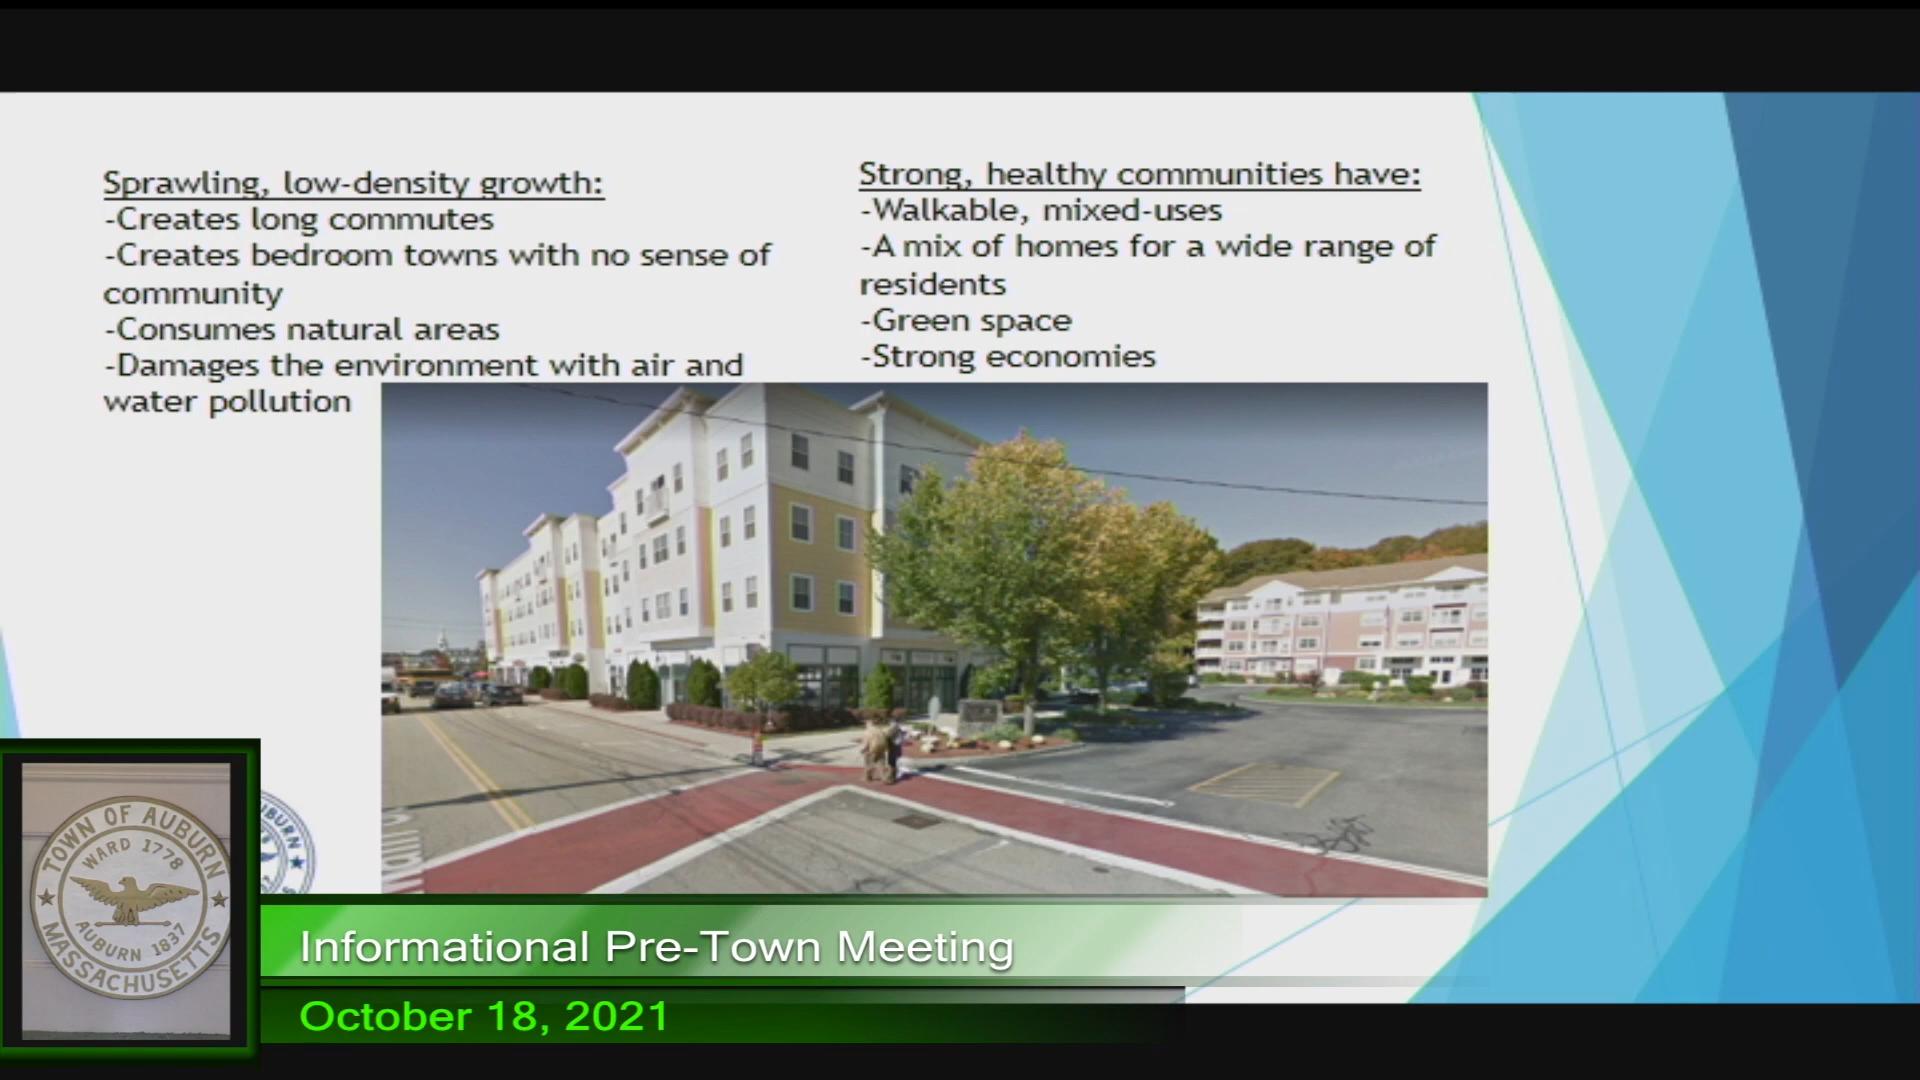 Sprawling, low-density growth:
-Creates long commutes
-Creates bedroom towns with no sense of
community
-Consumes natural areas
-Damages the environment with air and
water pollution
Strong, healthy communities have:
-Walkable, mixed-uses
-A mix of homes for a wide range of
residents
-Green space
-Strong economies
TOWN OF AUBURN
WARD 1778
AUBURN 1837
MASSACHUSETTS
Informational Pre-Town Meeting
October 18, 2021